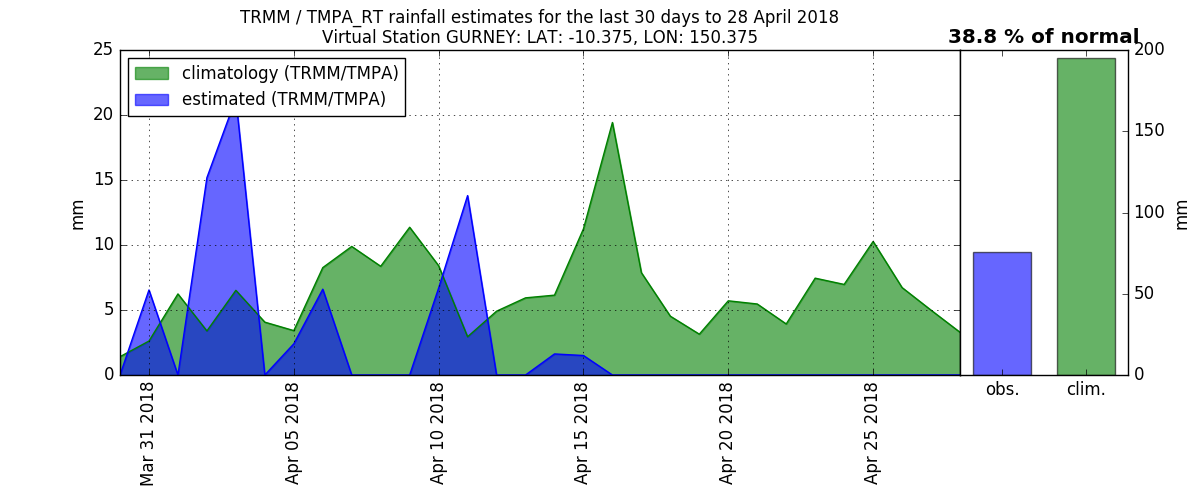 TRMM / TMPA_RT rainfall estimates for the last 30 days to 28 April 2018
Virtual Station GURNEY: LAT: -10.375, LON: 150.375
38.8 % of normal
climatology (TRMM/TMPA)
estimated (TRMM/TMPA)
25
20
15
10
5
0
mm
Mar 31 2018
Apr 05 2018
Apr 10 2018
Apr 15 2018
Apr 20 2018
Apr 25 2018
200
150
100
50
0
mm
obs.
clim.